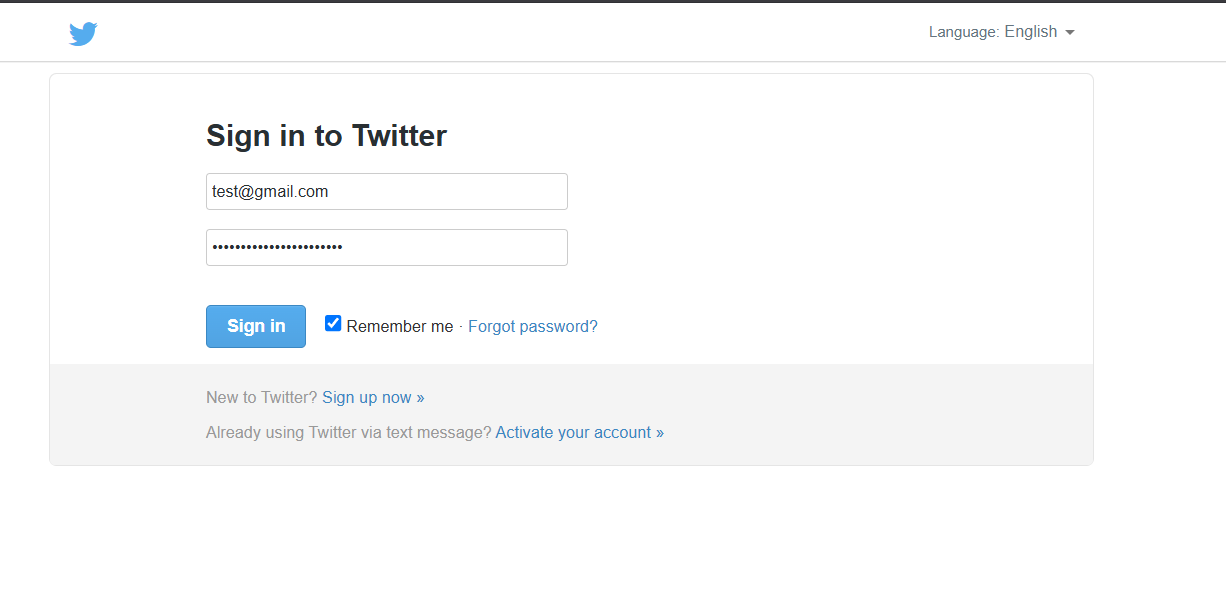 Language: English
Sign in to Twitter
test@gmail.com
•••••••••••••••••••••••
Sign in
Remember me · Forgot password?
New to Twitter? Sign up now »
Already using Twitter via text message? Activate your account »